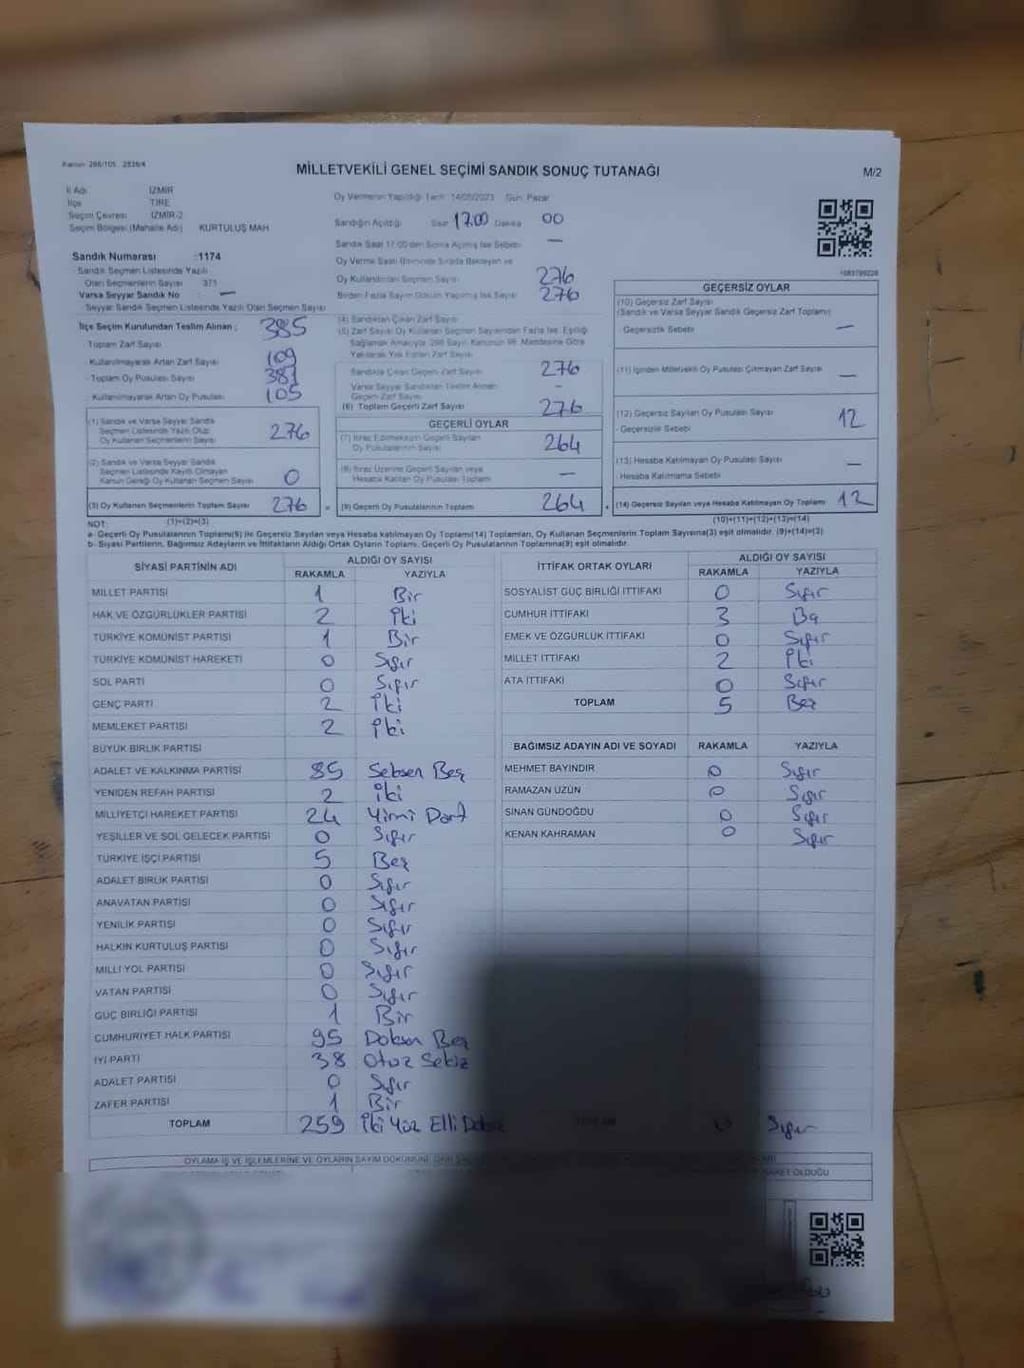 Kanun 298/105 2839/4
MİLLETVEKİLİ GENEL SEÇİMİ SANDIK SONUÇ TUTANAĞI
M/2
İl Adı İZMİR
İlçe TİRE
Seçim Çevresi İZMİR-2
Seçim Bölgesi (Mahalle Adı) KURTULUŞ MAH
Sandık Numarası :1174
Sandık Seçmen Listesinde Yazılı
Olan Seçmenlerin Sayısı 371
Varsa Seyyar Sandık No —
Seyyar Sandık Seçmen Listesinde Yazılı Olan Seçmen Sayısı
İlçe Seçim Kurulundan Teslim Alınan ; 385
Toplam Zarf Sayısı
Kullanılmayarak Artan Zarf Sayısı 109
Toplam Oy Pusulası Sayısı 381
Kullanılmayarak Artan Oy Pusulası 105
(1) Sandık ve Varsa Seyyar Sandık
Seçmen Listesinde Yazılı Olup
Oy Kullanan Seçmenlerin Sayısı 276
(2) Sandık ve Varsa Seyyar Sandık
Seçmen Listesinde Kayıtlı Olmayan
Kanun Gereği Oy Kullanan Seçmen Sayısı 0
(3) Oy Kullanan Seçmenlerin Toplam Sayısı 276
(1)+(2)=(3)
Oy Vermenin Yapıldığı Tarih 14/05/2023 Gün Pazar
Sandığın Açıldığı Saat 17.00 Dakika 00
Sandık Saat 17:00'den Sonra Açılmış İse Sebebi —
Oy Verme Saati Bitiminde Sırada Bekleyen ve
Oy Kullandırılan Seçmen Sayısı 276
Birden Fazla Sayım Döküm Yapılmış İse Sayısı 276
(4) Sandıktan Çıkan Zarf Sayısı
(5) Zarf Sayısı Oy Kullanan Seçmen Sayısından Fazla İse, Eşitliği
Sağlamak Amacıyla 298 Sayılı Kanunun 98. Maddesine Göre
Yakılarak Yok Edilen Zarf Sayısı
Sandıkta Çıkan Geçerli Zarf Sayısı 276
Varsa Seyyar Sandıktan Teslim Alınan
Geçerli Zarf Sayısı -
(6) Toplam Geçerli Zarf Sayısı 276
GEÇERLİ OYLAR
(7) İtiraz Edilmeksizin Geçerli Sayılan
Oy Pusulalarının Sayısı 264
(8) İtiraz Üzerine Geçerli Sayılan veya
Hesaba Katılan Oy Pusulası Toplamı —
(9) Geçerli Oy Pusulalarının Toplamı 264
1083799228
GEÇERSİZ OYLAR
(10) Geçersiz Zarf Sayısı
(Sandık ve Varsa Seyyar Sandık Geçersiz Zarf Toplamı)
Geçersizlik Sebebi —
(11) İçinden Milletvekili Oy Pusulası Çıkmayan Zarf Sayısı —
(12) Geçersiz Sayılan Oy Pusulası Sayısı 12
- Geçersizlik Sebebi
(13) Hesaba Katılmayan Oy Pusulası Sayısı —
Hesaba Katılmama Sebebi
(14) Geçersiz Sayılan veya Hesaba Katılmayan Oy Toplamı 12
(10)+(11)+(12)+(13)=(14)
NOT:
a- Geçerli Oy Pusulalarının Toplamı(9) ile Geçersiz Sayılan veya Hesaba katılmayan Oy Toplamı(14) Toplamları, Oy Kullanan Seçmenlerin Toplam Sayısına(3) eşit olmalıdır. (9)+(14)=(3)
b- Siyasi Partilerin, Bağımsız Adayların ve İttifakların Aldığı Ortak Oyların Toplamı, Geçerli Oy Pusulalarının Toplamına(9) eşit olmalıdır.
SİYASİ PARTİNİN ADI ALDIĞI OY SAYISI
RAKAMLA YAZIYLA
MİLLET PARTİSİ 1 Bir
HAK VE ÖZGÜRLÜKLER PARTİSİ 2 İki
TÜRKİYE KOMÜNİST PARTİSİ 1 Bir
TÜRKİYE KOMÜNİST HAREKETİ 0 Sıfır
SOL PARTİ 0 Sıfır
GENÇ PARTİ 2 İki
MEMLEKET PARTİSİ 2 İki
BÜYÜK BİRLİK PARTİSİ
ADALET VE KALKINMA PARTİSİ 85 Seksen Beş
YENİDEN REFAH PARTİSİ 2 İki
MİLLİYETÇİ HAREKET PARTİSİ 24 Yirmi Dört
YEŞİLLER VE SOL GELECEK PARTİSİ 0 Sıfır
TÜRKİYE İŞÇİ PARTİSİ 5 Beş
ADALET BİRLİK PARTİSİ 0 Sıfır
ANAVATAN PARTİSİ 0 Sıfır
YENİLİK PARTİSİ 0 Sıfır
HALKIN KURTULUŞ PARTİSİ 0 Sıfır
MİLLİ YOL PARTİSİ 0 Sıfır
VATAN PARTİSİ 0 Sıfır
GÜÇ BİRLİĞİ PARTİSİ 1 Bir
CUMHURİYET HALK PARTİSİ 95 Doksan Beş
İYİ PARTİ 38 Otuz Sekiz
ADALET PARTİSİ 0 Sıfır
ZAFER PARTİSİ 1 Bir
TOPLAM 259 İki Yüz Elli Dokuz
İTTİFAK ORTAK OYLARI ALDIĞI OY SAYISI
RAKAMLA YAZIYLA
SOSYALİST GÜÇ BİRLİĞİ İTTİFAKI 0 Sıfır
CUMHUR İTTİFAKI 3
EMEK VE ÖZGÜRLÜK İTTİFAKI 0 Sıfır
MİLLET İTTİFAKI 2 İki
ATA İTTİFAKI 0 Sıfır
TOPLAM 5 Beş
BAĞIMSIZ ADAYIN ADI VE SOYADI RAKAMLA YAZIYLA
MEHMET BAYINDIR 0 Sıfır
RAMAZAN UZUN 0 Sıfır
SİNAN GÜNDOĞDU 0 Sıfır
KENAN KAHRAMAN 0 Sıfır
TOPLAM 0 Sıfır
OYLAMA İŞ VE İŞLEMLERİNE VE OYLARIN SAYIM DÖKÜMÜNE DAİR